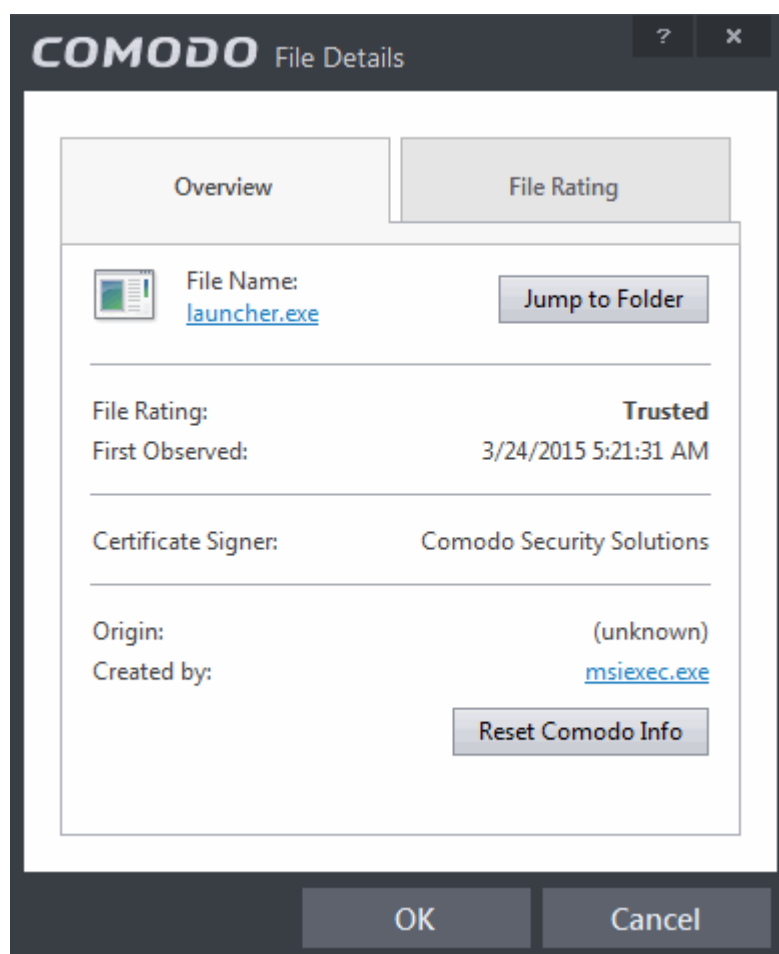 COMODO File Details ? ×
Overview File Rating
File Name:
launcher.exe
Jump to Folder
File Rating: Trusted
First Observed: 3/24/2015 5:21:31 AM
Certificate Signer: Comodo Security Solutions
Origin: (unknown)
Created by: msiexec.exe
Reset Comodo Info
OK Cancel